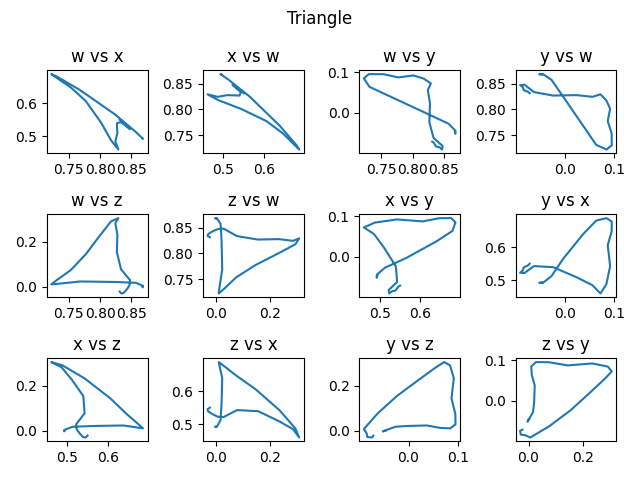 Triangle
w vs x
x vs w
w vs y
y vs w
0.6
0.5
0.75 0.80 0.85
0.85
0.80
0.75
0.5 0.6
0.1
0.0
0.75 0.80 0.85
0.85
0.80
0.75
0.0 0.1
w vs z
z vs w
x vs y
y vs x
0.2
0.0
0.75 0.80 0.85
0.85
0.80
0.75
0.0 0.2
0.1
0.0
0.5 0.6
0.6
0.5
0.0 0.1
x vs z
z vs x
y vs z
z vs y
0.2
0.0
0.5 0.6
0.6
0.5
0.0 0.2
0.2
0.0
0.0 0.1
0.1
0.0
0.0 0.2